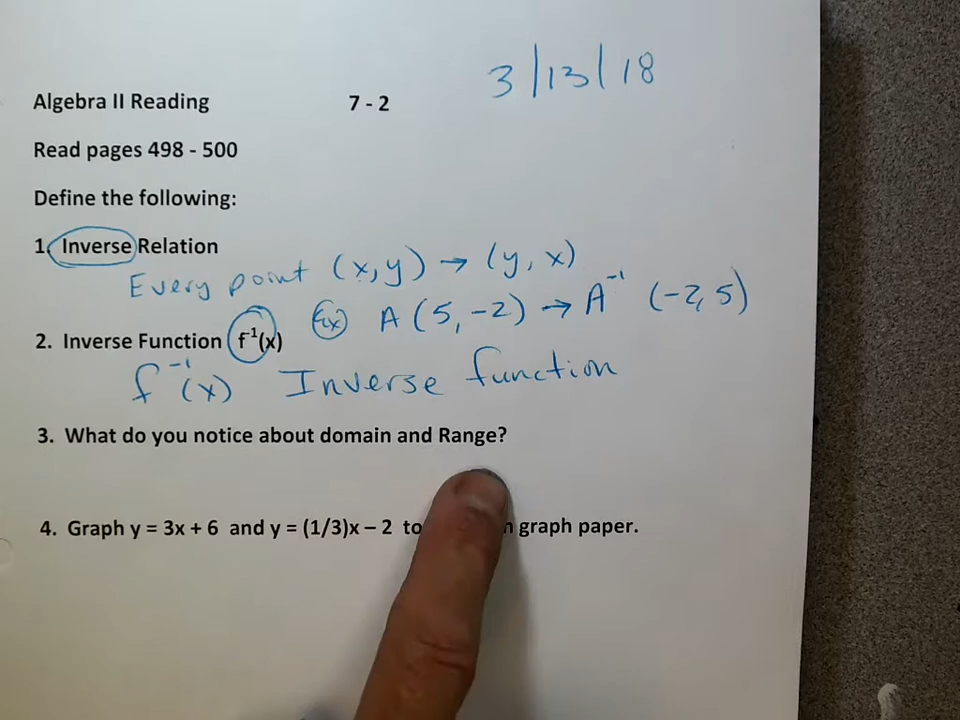 3/13/18
Algebra II Reading 7 - 2
Read pages 498 - 500
Define the following:
1. Inverse Relation
Every point (x,y) → (y, x)
Ex A (5, -2) → A⁻¹ (-2, 5)
2. Inverse Function f⁻¹(x)
f⁻¹(x) Inverse function
3. What do you notice about domain and Range?
4. Graph y = 3x + 6 and y = (1/3)x – 2 graph paper.